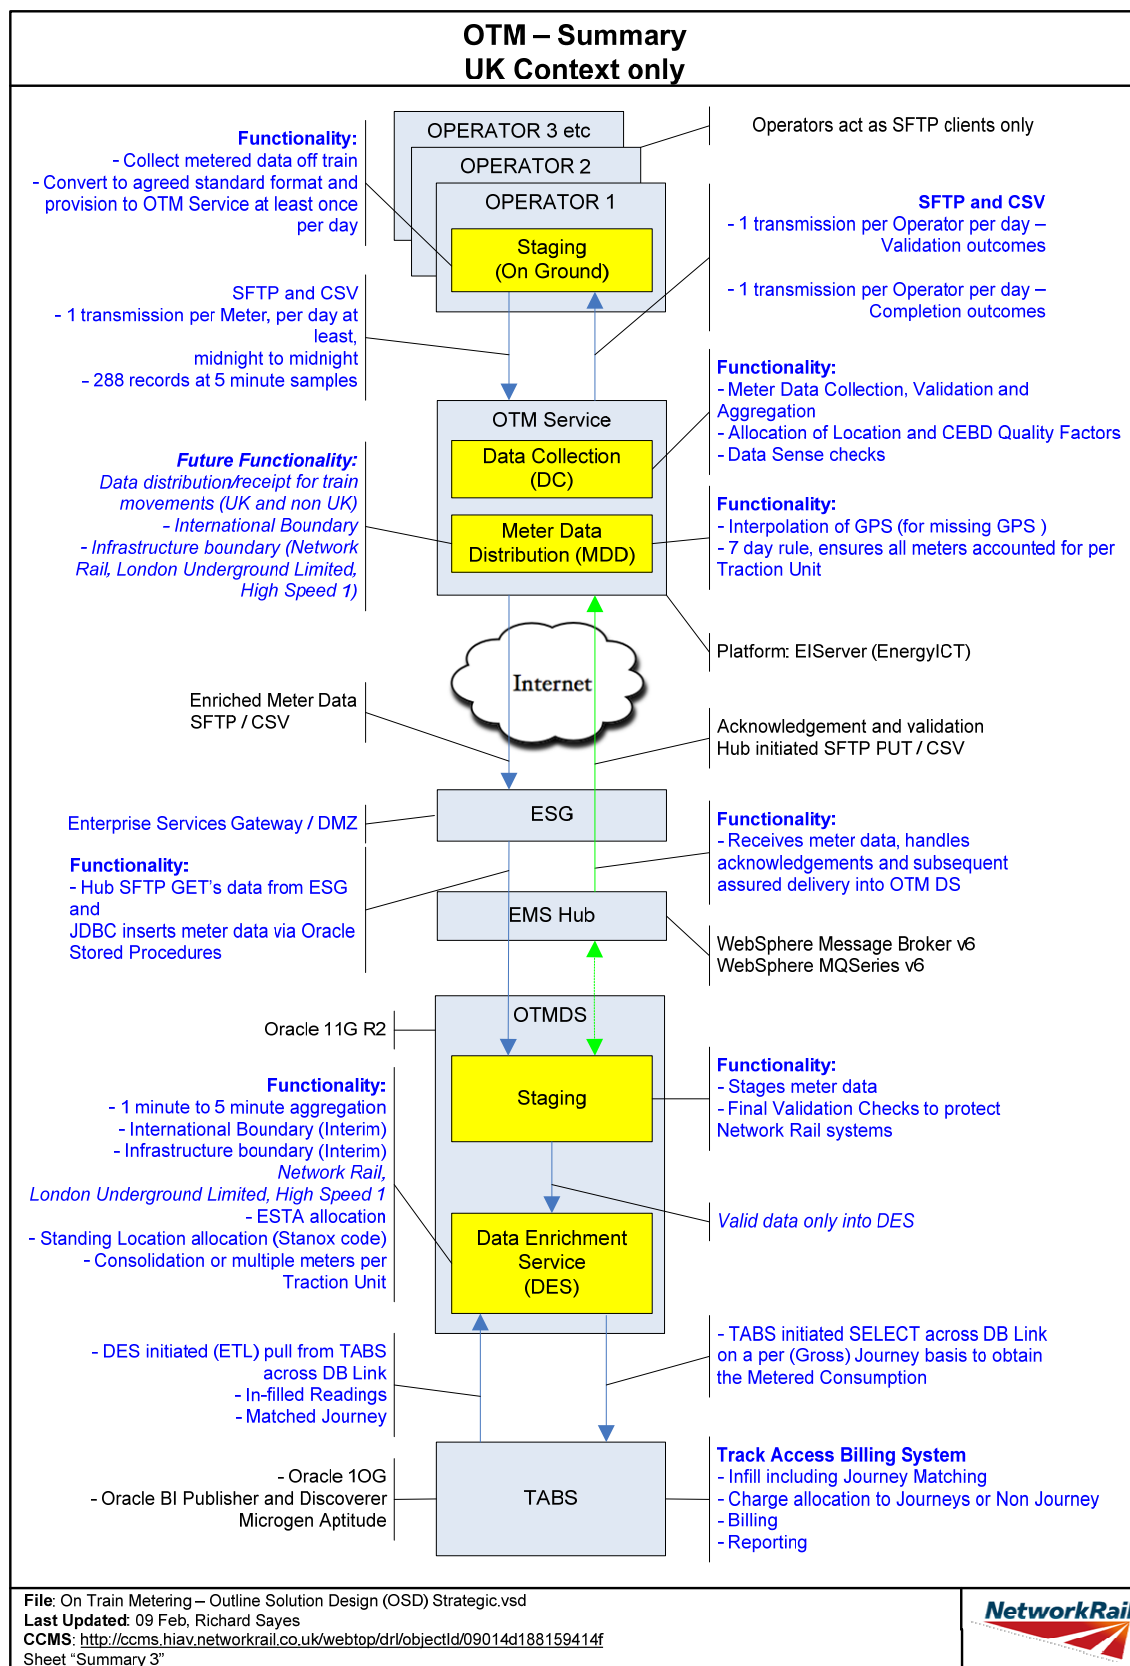 OTM – Summary
UK Context only
OPERATOR 3 etc
OPERATOR 2
OPERATOR 1
Staging
(On Ground)
Functionality:
- Collect metered data off train
- Convert to agreed standard format and
provision to OTM Service at least once
per day
Operators act as SFTP clients only
SFTP and CSV
- 1 transmission per Operator per day –
Validation outcomes
- 1 transmission per Operator per day –
Completion outcomes
SFTP and CSV
- 1 transmission per Meter, per day at
least,
midnight to midnight
- 288 records at 5 minute samples
OTM Service
Data Collection
(DC)
Meter Data
Distribution (MDD)
Functionality:
- Meter Data Collection, Validation and
Aggregation
- Allocation of Location and CEBD Quality Factors
- Data Sense checks
Future Functionality:
Data distribution/receipt for train
movements (UK and non UK)
- International Boundary
- Infrastructure boundary (Network
Rail, London Underground Limited,
High Speed 1)
Functionality:
- Interpolation of GPS (for missing GPS )
- 7 day rule, ensures all meters accounted for per
Traction Unit
Platform: EIServer (EnergyICT)
Internet
Enriched Meter Data
SFTP / CSV
Acknowledgement and validation
Hub initiated SFTP PUT / CSV
ESG
Enterprise Services Gateway / DMZ
Functionality:
- Receives meter data, handles
acknowledgements and subsequent
assured delivery into OTM DS
Functionality:
- Hub SFTP GET's data from ESG
and
JDBC inserts meter data via Oracle
Stored Procedures
EMS Hub
WebSphere Message Broker v6
WebSphere MQSeries v6
OTMDS
Oracle 11G R2
Staging
Functionality:
- Stages meter data
- Final Validation Checks to protect
Network Rail systems
Functionality:
- 1 minute to 5 minute aggregation
- International Boundary (Interim)
- Infrastructure boundary (Interim)
Network Rail,
London Underground Limited, High Speed 1
- ESTA allocation
- Standing Location allocation (Stanox code)
- Consolidation or multiple meters per
Traction Unit
Valid data only into DES
Data Enrichment
Service
(DES)
- DES initiated (ETL) pull from TABS
across DB Link
- In-filled Readings
- Matched Journey
- TABS initiated SELECT across DB Link
on a per (Gross) Journey basis to obtain
the Metered Consumption
TABS
- Oracle 1OG
- Oracle BI Publisher and Discoverer
Microgen Aptitude
Track Access Billing System
- Infill including Journey Matching
- Charge allocation to Journeys or Non Journey
- Billing
- Reporting
File: On Train Metering – Outline Solution Design (OSD) Strategic.vsd
Last Updated: 09 Feb, Richard Sayes
CCMS: http://ccms.hiav.networkrail.co.uk/webtop/drl/objectId/09014d188159414f
Sheet "Summary 3"
NetworkRail